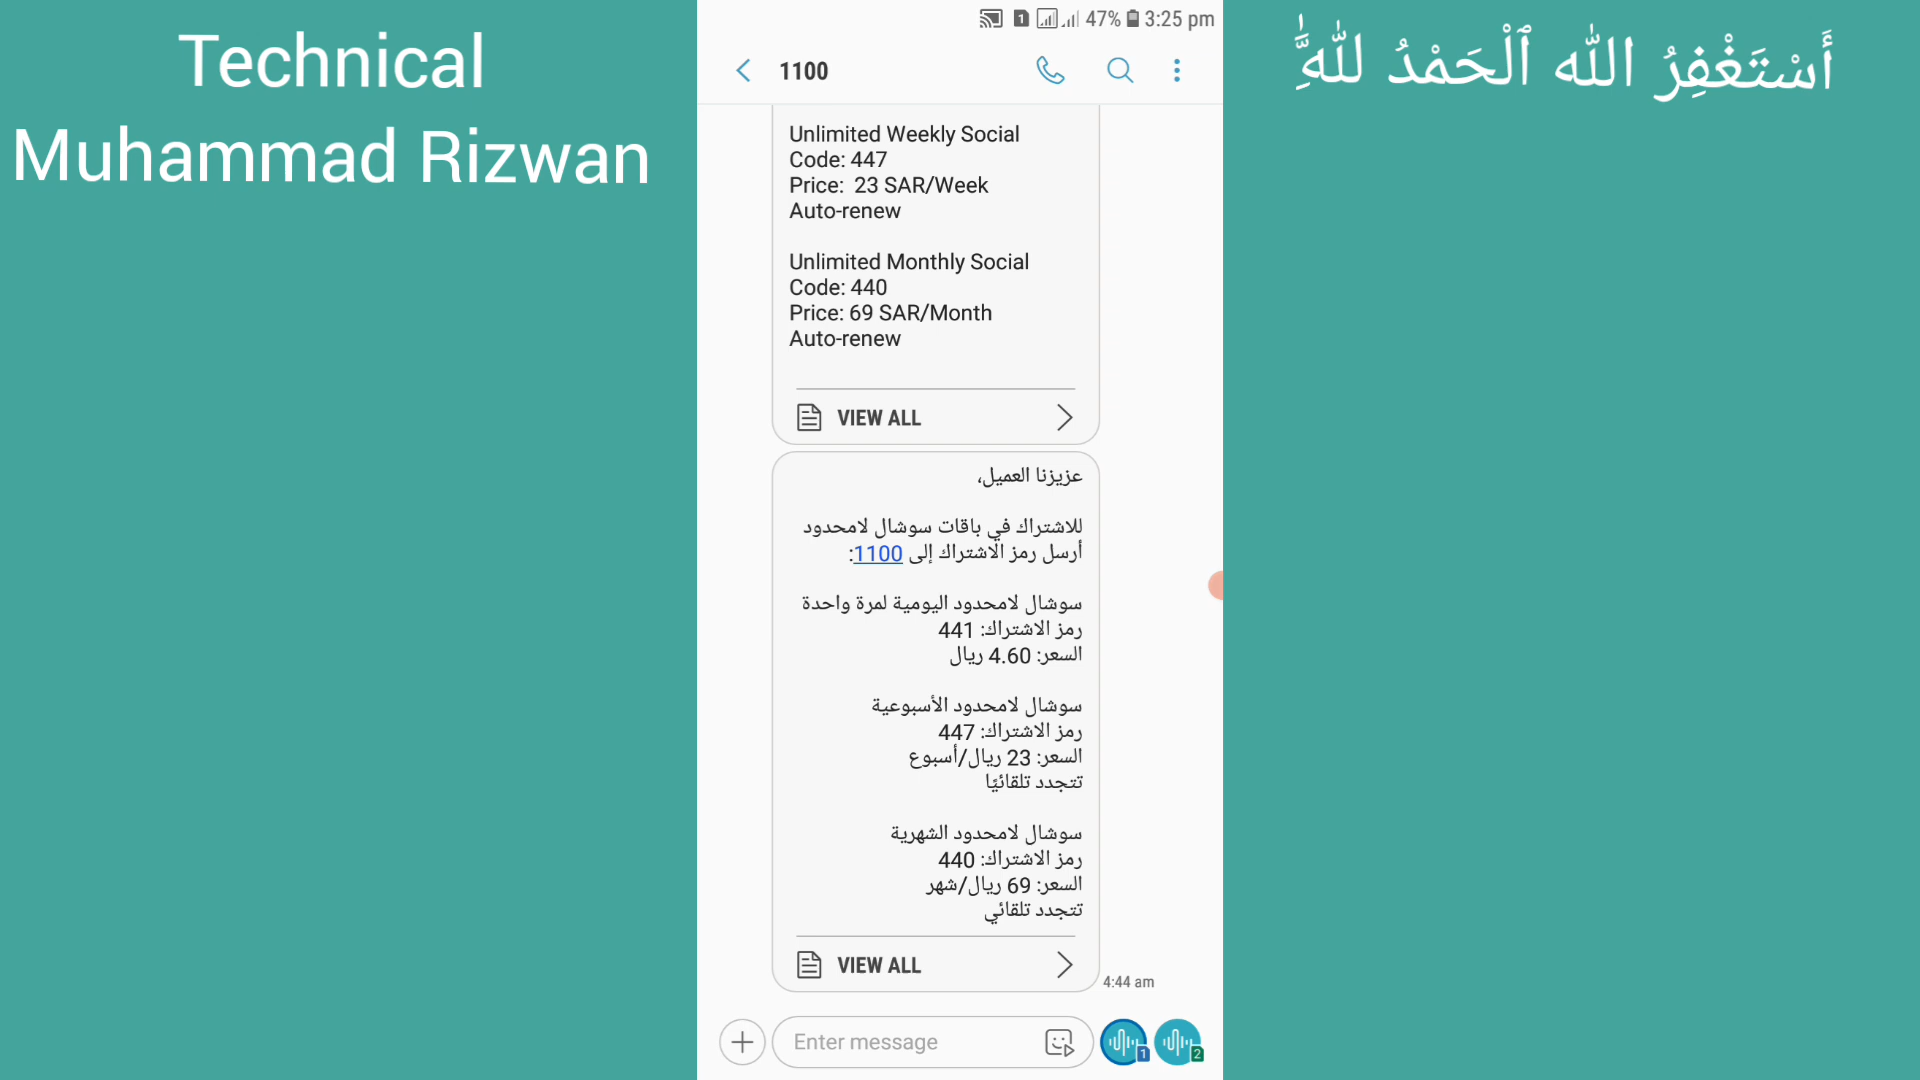 Technical
Muhammad Rizwan
47% 3:25 pm
1100
Unlimited Weekly Social
Code: 447
Price:  23 SAR/Week
Auto-renew
Unlimited Monthly Social
Code: 440
Price: 69 SAR/Month
Auto-renew
VIEW ALL
عزيزنا العميل،
للاشتراك في باقات سوشال لامحدود
أرسل رمز الاشتراك إلى 1100:
سوشال لامحدود اليومية لمرة واحدة
رمز الاشتراك: 441
السعر: 4.60 ريال
سوشال لامحدود الأسبوعية
رمز الاشتراك: 447
السعر: 23 ريال/أسبوع
تتجدد تلقائيًا
سوشال لامحدود الشهرية
رمز الاشتراك: 440
السعر: 69 ريال/شهر
تتجدد تلقائي
VIEW ALL
4:44 am
Enter message
1
2
أَسْتَغْفِرُ اللّٰه ٱلْحَمْدُ لِلّٰهِ